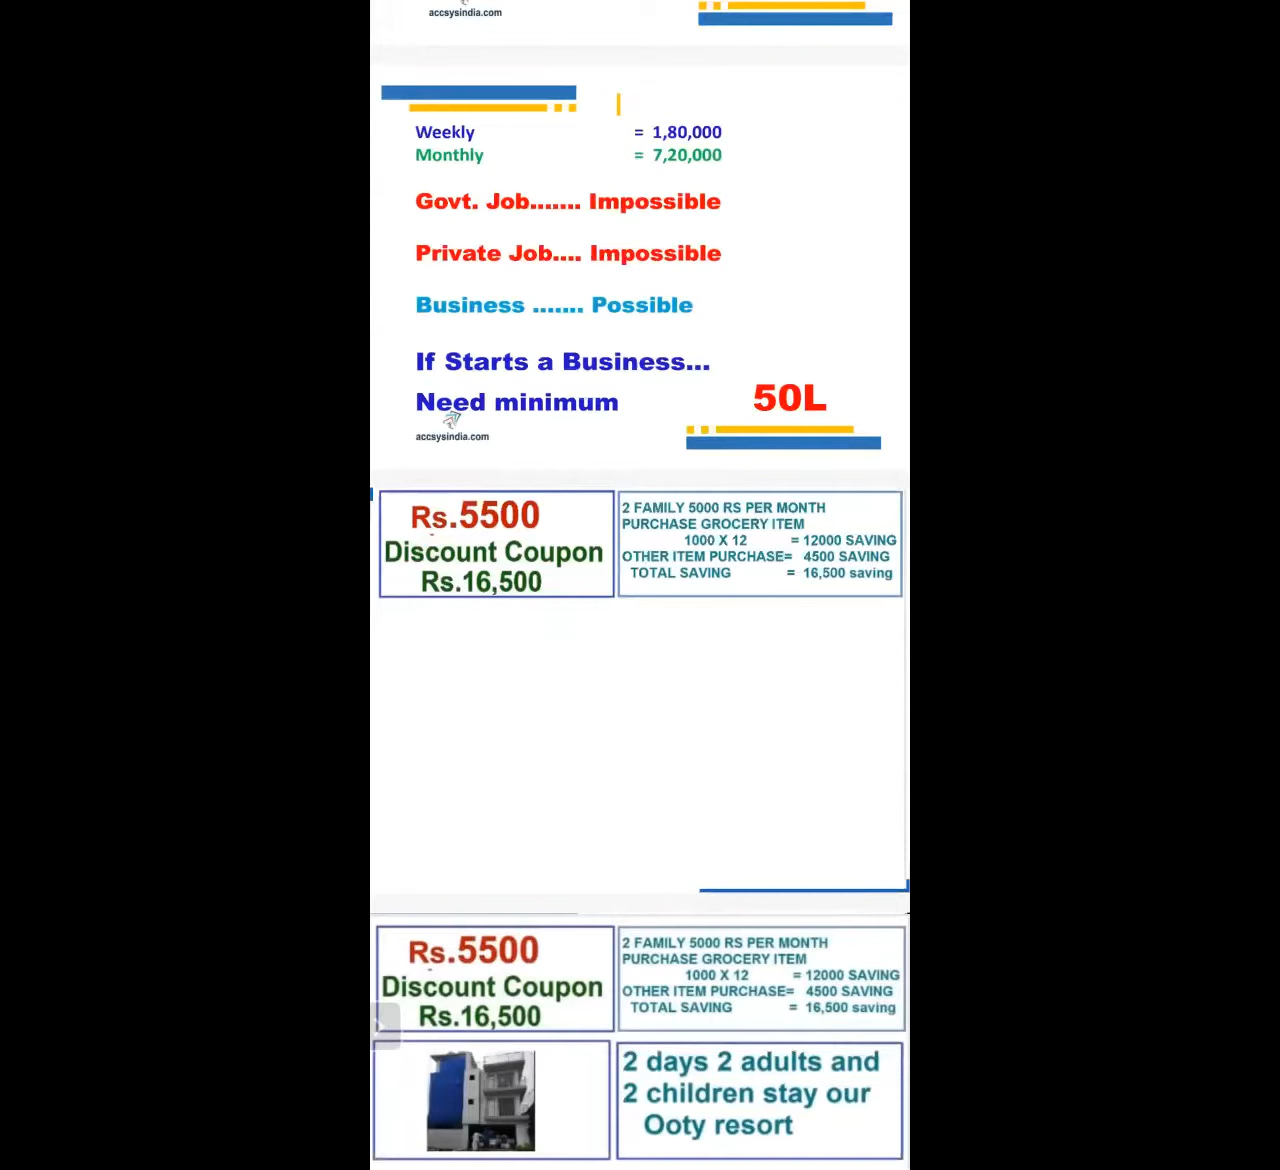 accsysindia.com
Weekly = 1,80,000
Monthly = 7,20,000
Govt. Job....... Impossible
Private Job.... Impossible
Business ....... Possible
If Starts a Business...
Need minimum 50L
accsysindia.com
Rs.5500
Discount Coupon
Rs.16,500
2 FAMILY 5000 RS PER MONTH
PURCHASE GROCERY ITEM
1000 X 12 = 12000 SAVING
OTHER ITEM PURCHASE= 4500 SAVING
TOTAL SAVING = 16,500 saving
Rs.5500
Discount Coupon
Rs.16,500
2 FAMILY 5000 RS PER MONTH
PURCHASE GROCERY ITEM
1000 X 12 = 12000 SAVING
OTHER ITEM PURCHASE= 4500 SAVING
TOTAL SAVING = 16,500 saving
2 days 2 adults and
2 children stay our
Ooty resort